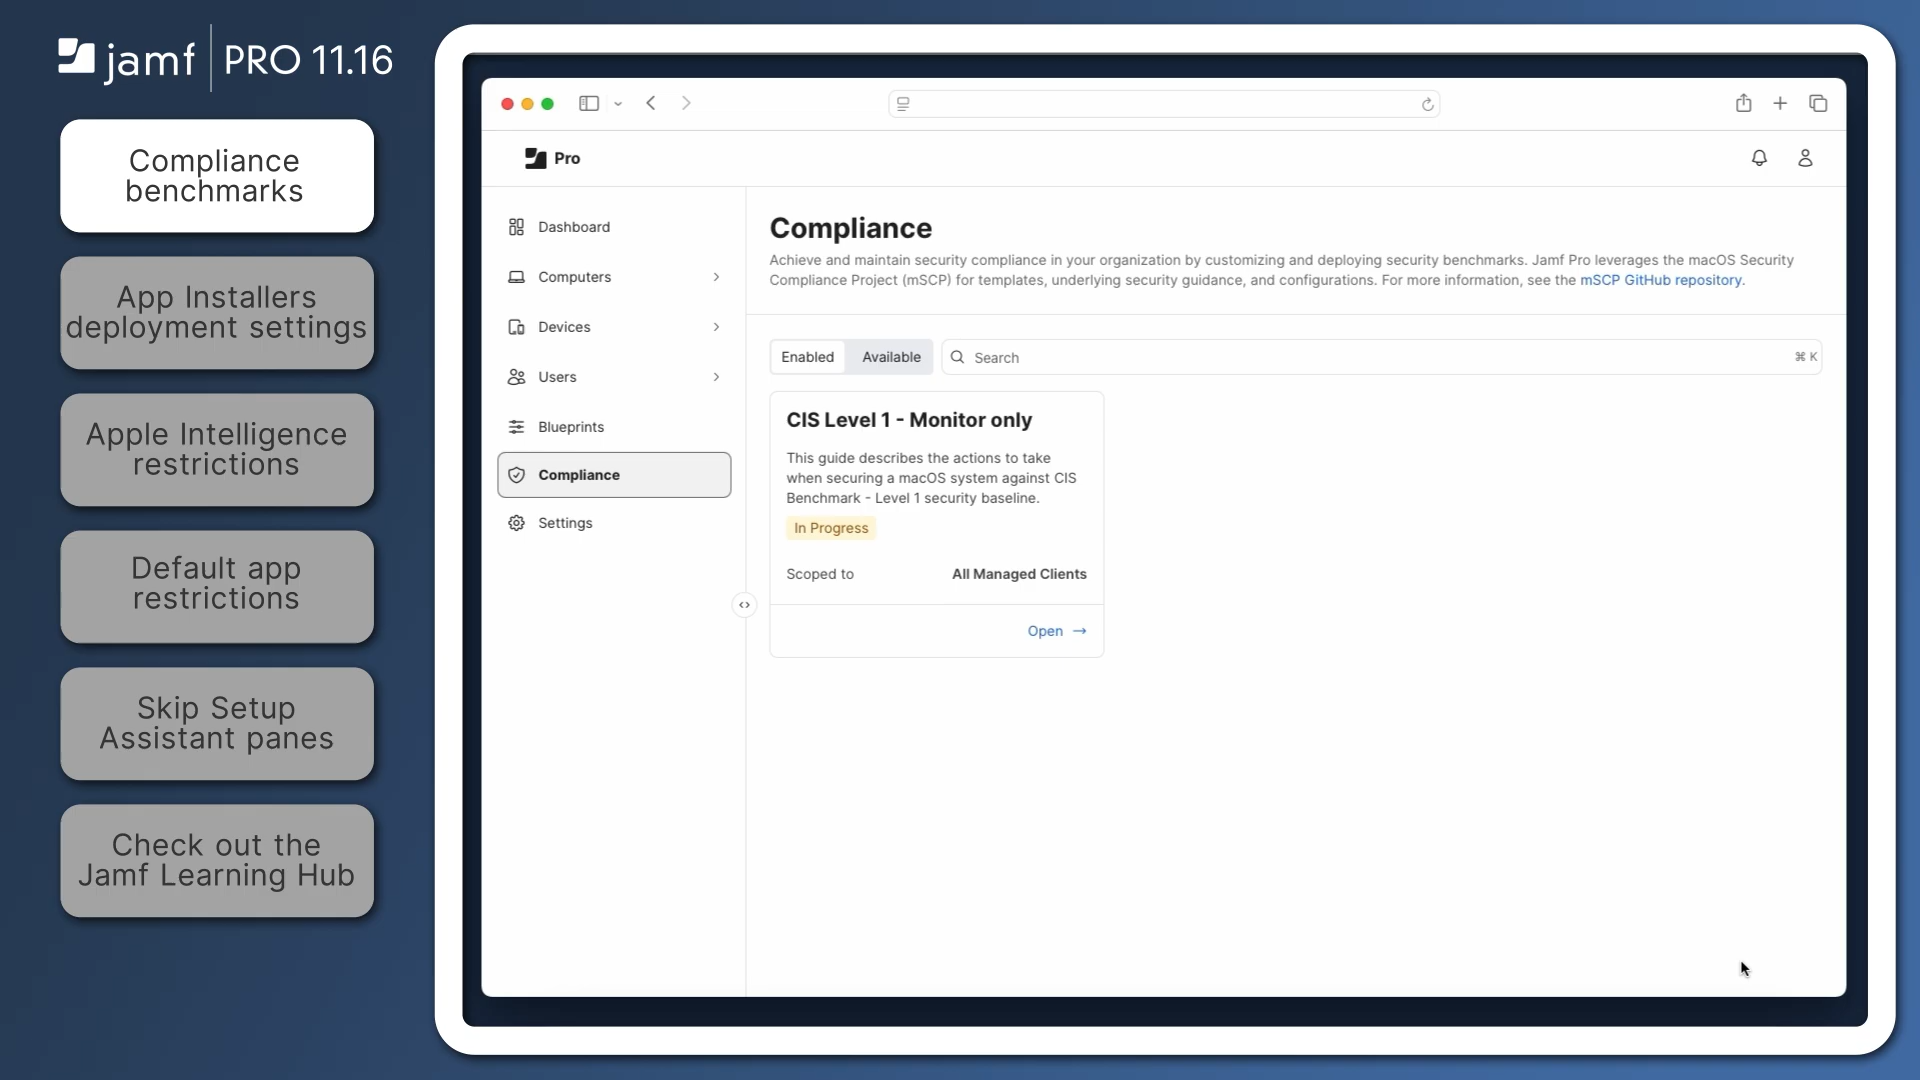 jamf PRO 11.16
Compliance
benchmarks
App Installers
deployment settings
Apple Intelligence
restrictions
Default app
restrictions
Skip Setup
Assistant panes
Check out the
Jamf Learning Hub
Pro
Dashboard
Computers
Devices
Users
Blueprints
Compliance
Settings
Compliance
Achieve and maintain security compliance in your organization by customizing and deploying security benchmarks. Jamf Pro leverages the macOS Security
Compliance Project (mSCP) for templates, underlying security guidance, and configurations. For more information, see the mSCP GitHub repository.
Enabled Available Search ⌘ K
CIS Level 1 - Monitor only
This guide describes the actions to take
when securing a macOS system against CIS
Benchmark - Level 1 security baseline.
In Progress
Scoped to All Managed Clients
Open →